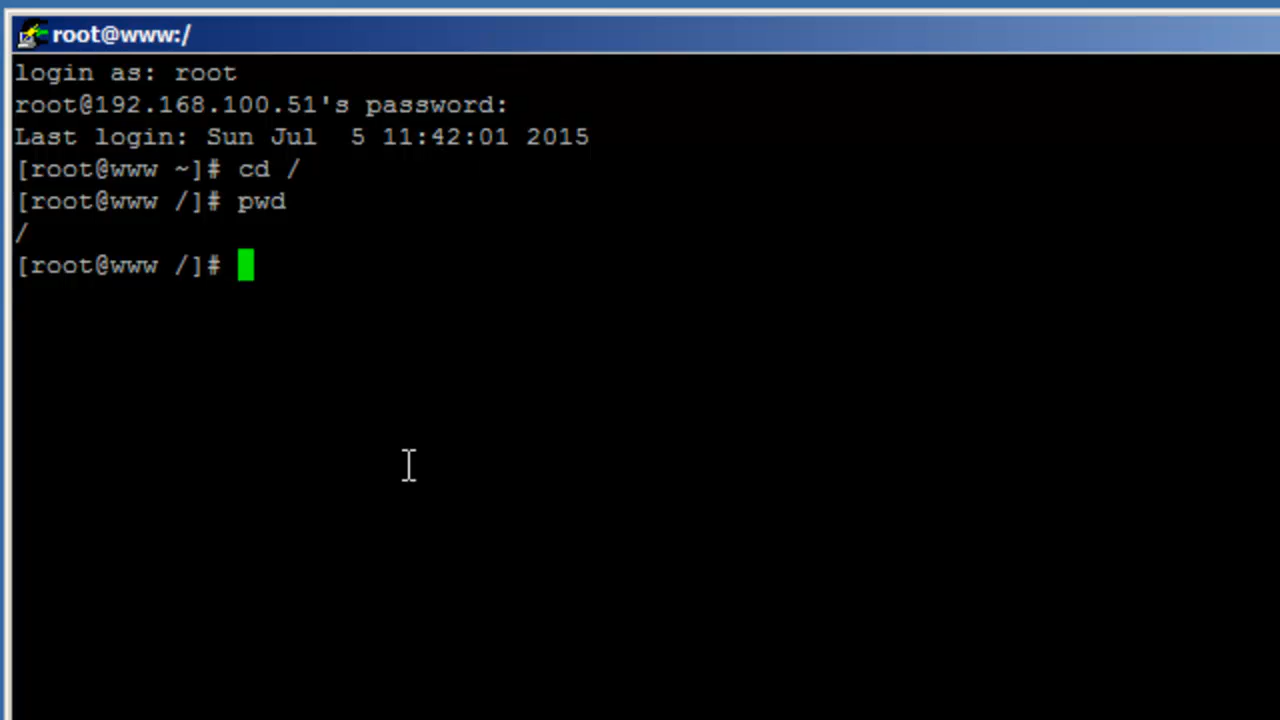 root@www:/
login as: root
root@192.168.100.51's password:
Last login: Sun Jul  5 11:42:01 2015
[root@www ~]# cd /
[root@www /]# pwd
/
[root@www /]#